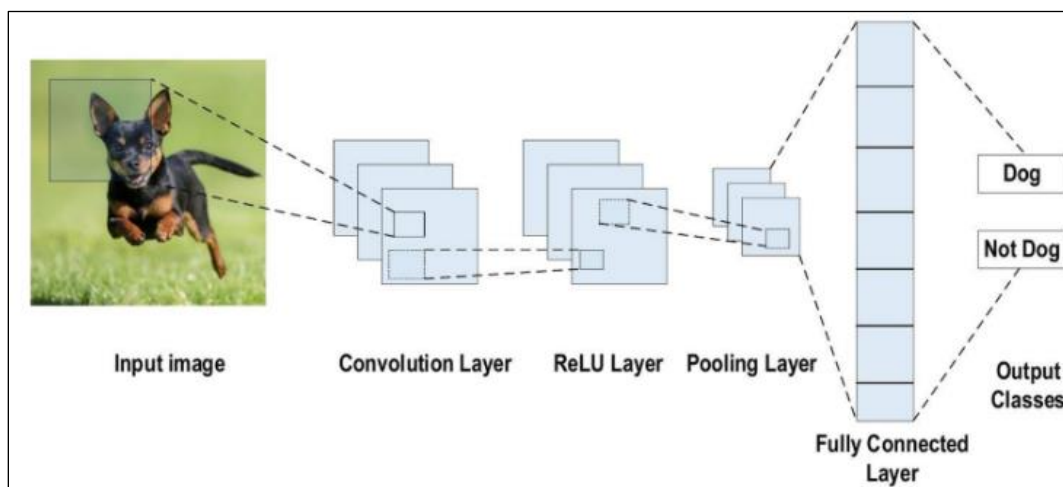 Dog
Not Dog
Input image
Convolution Layer
ReLU Layer
Pooling Layer
Output
Classes
Fully Connected
Layer